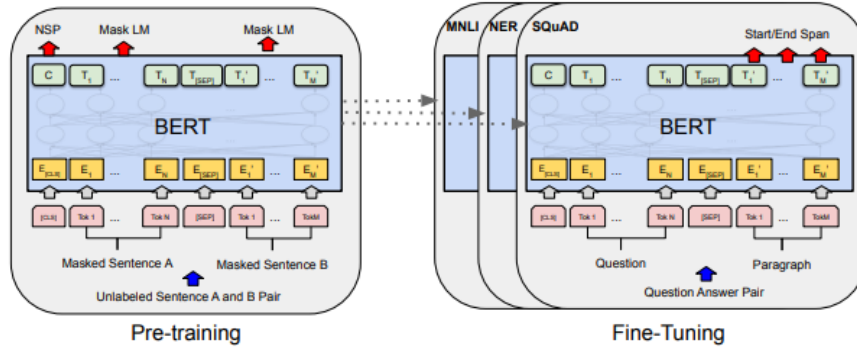 NSP Mask LM Mask LM
C T1 ... TN T[SEP] T1' ... TM'
BERT
E[CLS] E1 ... EN E[SEP] E1' ... EM'
[CLS] Tok 1 ... Tok N [SEP] Tok 1 ... TokM
Masked Sentence A Masked Sentence B
Unlabeled Sentence A and B Pair
Pre-training
MNLI NER SQuAD
Start/End Span
C T1 ... TN T[SEP] T1' ... TM'
BERT
E[CLS] E1 ... EN E[SEP] E1' ... EM'
[CLS] Tok 1 ... Tok N [SEP] Tok 1 ... TokM
Question Paragraph
Question Answer Pair
Fine-Tuning